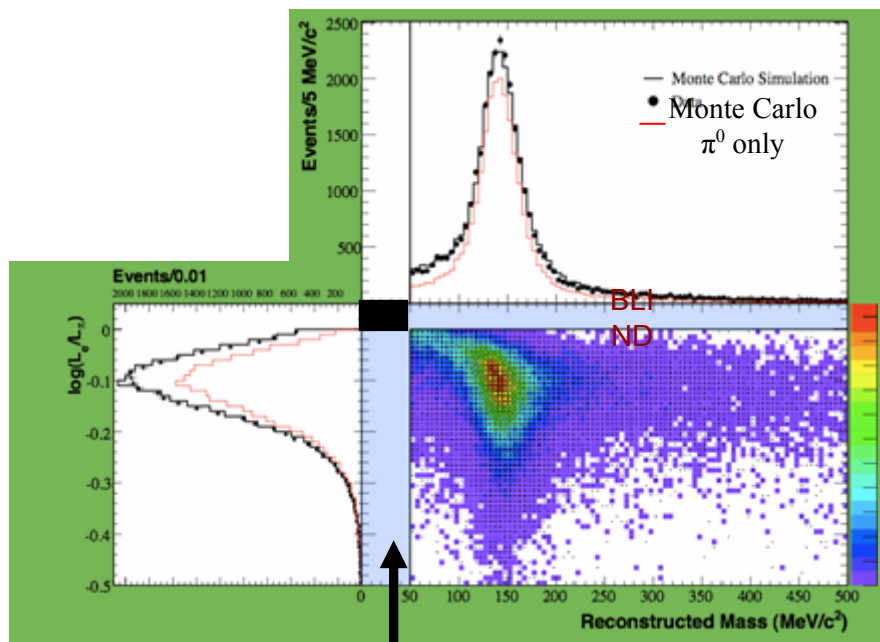 2500
2000
1500
1000
500
Events/5 MeV/c²
Monte Carlo Simulation
Monte Carlo
π⁰ only
Events/0.01
2000 1800 1600 1400 1200 1000 800 600 400 200
log(Lₑ/Lπ)
0
-0.1
-0.2
-0.3
-0.4
-0.5
BLI
ND
0 50 100 150 200 250 300 350 400 450 500
Reconstructed Mass (MeV/c²)